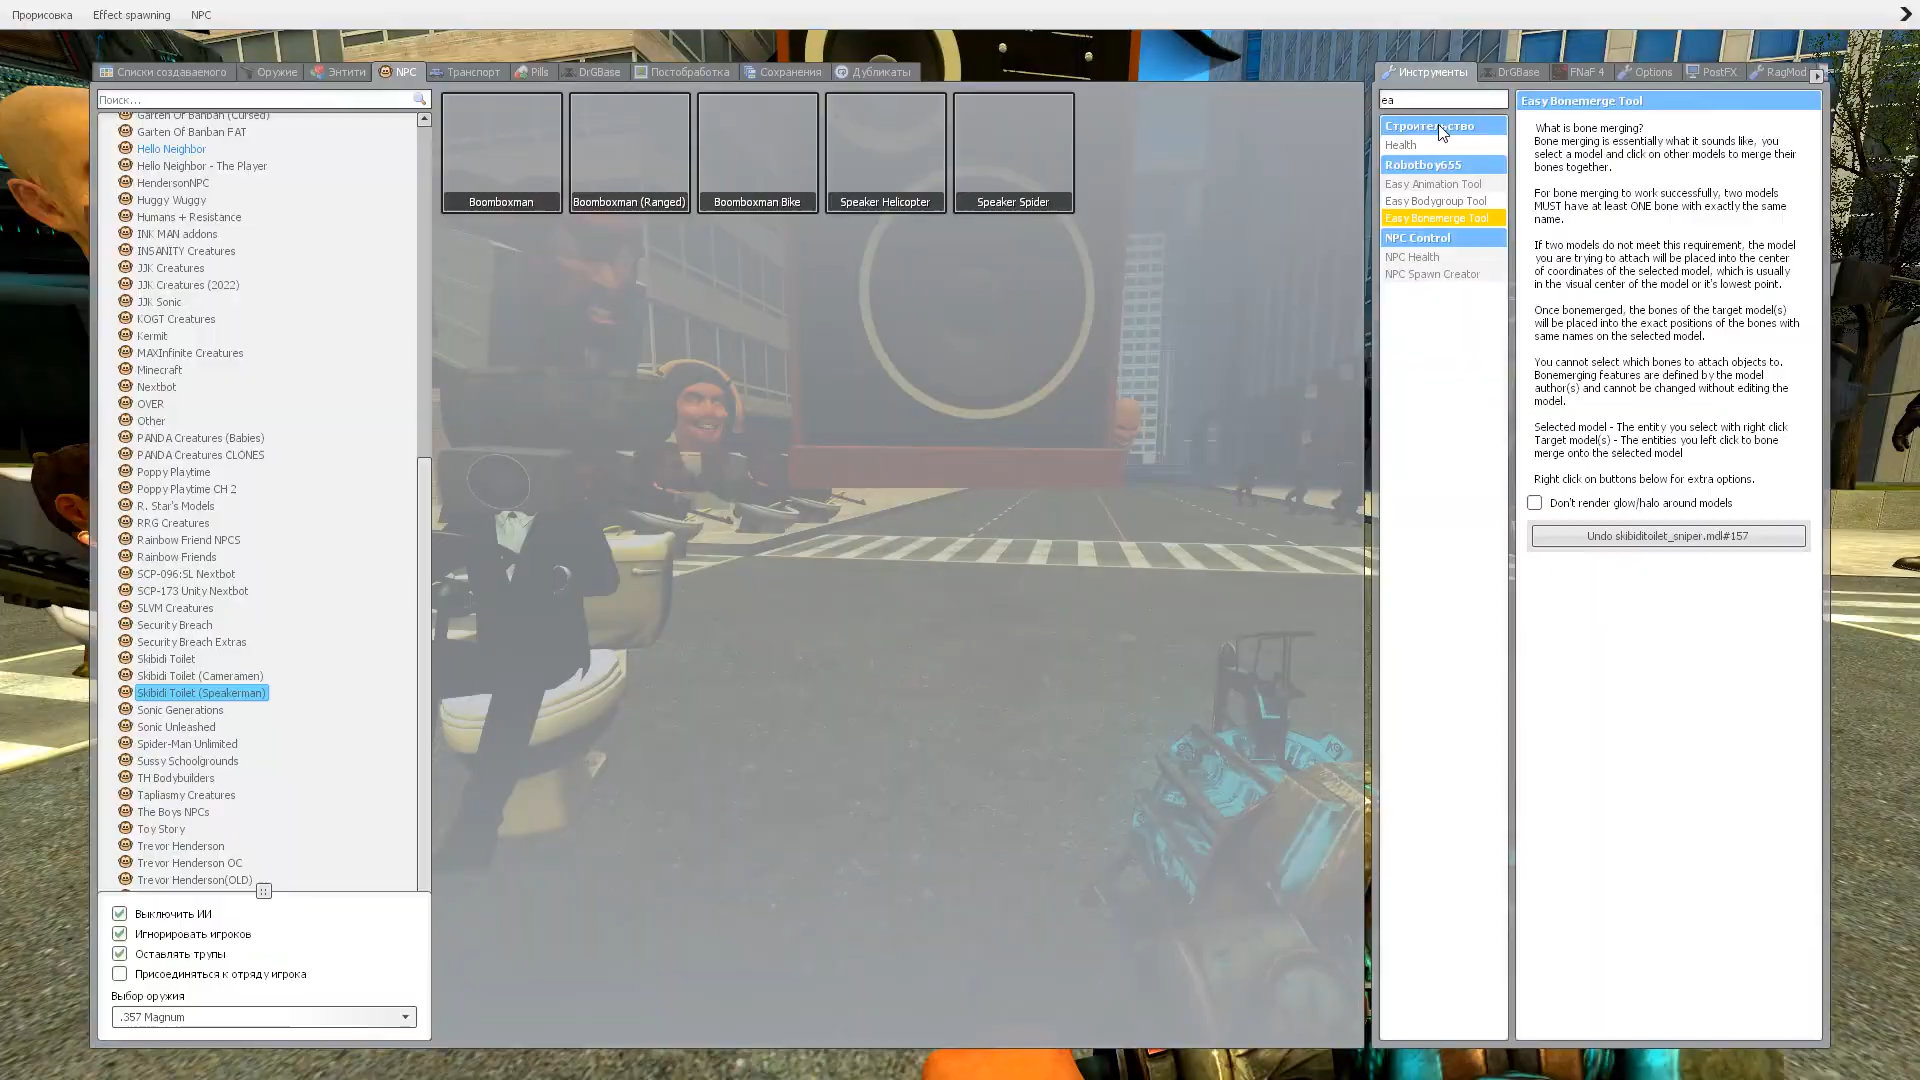 Прорисовка
Effect spawning
NPC
Списки создаваемого
Оружие
Энтити
NPC
Транспорт
Pills
DrGBase
Постобработка
Сохранения
Дубликаты
Поиск...
Garten Of Banban (Cursed)
Garten Of Banban FAT
Hello Neighbor
Hello Neighbor - The Player
HendersonNPC
Huggy Wuggy
Humans + Resistance
INK MAN addons
INSANITY Creatures
JJK Creatures
JJK Creatures (2022)
JJK Sonic
KOGT Creatures
Kermit
MAXInfinite Creatures
Minecraft
Nextbot
OVER
Other
PANDA Creatures (Babies)
PANDA Creatures CLONES
Poppy Playtime
Poppy Playtime CH 2
R. Star's Models
RRG Creatures
Rainbow Friend NPCS
Rainbow Friends
SCP-096:SL Nextbot
SCP-173 Unity Nextbot
SLVM Creatures
Security Breach
Security Breach Extras
Skibidi Toilet
Skibidi Toilet (Cameramen)
Skibidi Toilet (Speakerman)
Sonic Generations
Sonic Unleashed
Spider-Man Unlimited
Sussy Schoolgrounds
TH Bodybuilders
Tapliasmy Creatures
The Boys NPCs
Toy Story
Trevor Henderson
Trevor Henderson OC
Trevor Henderson(OLD)
Выключить ИИ
Игнорировать игроков
Оставлять трупы
Присоединяться к отряду игрока
Выбор оружия
.357 Magnum
Boomboxman
Boomboxman (Ranged)
Boomboxman Bike
Speaker Helicopter
Speaker Spider
Инструменты
DrGBase
FNaF 4
Options
PostFX
RagMod
ea
Строительство
Health
Robotboy655
Easy Animation Tool
Easy Bodygroup Tool
Easy Bonemerge Tool
NPC Control
NPC Health
NPC Spawn Creator
Easy Bonemerge Tool
What is bone merging?
Bone merging is essentially what it sounds like, you
select a model and click on other models to merge their
bones together.
For bone merging to work successfully, two models
MUST have at least ONE bone with exactly the same
name.
If two models do not meet this requirement, the model
you are trying to attach will be placed into the center
of coordinates of the selected model, which is usually
in the visual center of the model or it's lowest point.
Once bonemerged, the bones of the target model(s)
will be placed into the exact positions of the bones with
same names on the selected model.
You cannot select which bones to attach objects to.
Bonemerging features are defined by the model
author(s) and cannot be changed without editing the
model.
Selected model - The entity you select with right click
Target model(s) - The entities you left click to bone
merge onto the selected model
Right click on buttons below for extra options.
Don't render glow/halo around models
Undo skibiditoilet_sniper.mdl#157